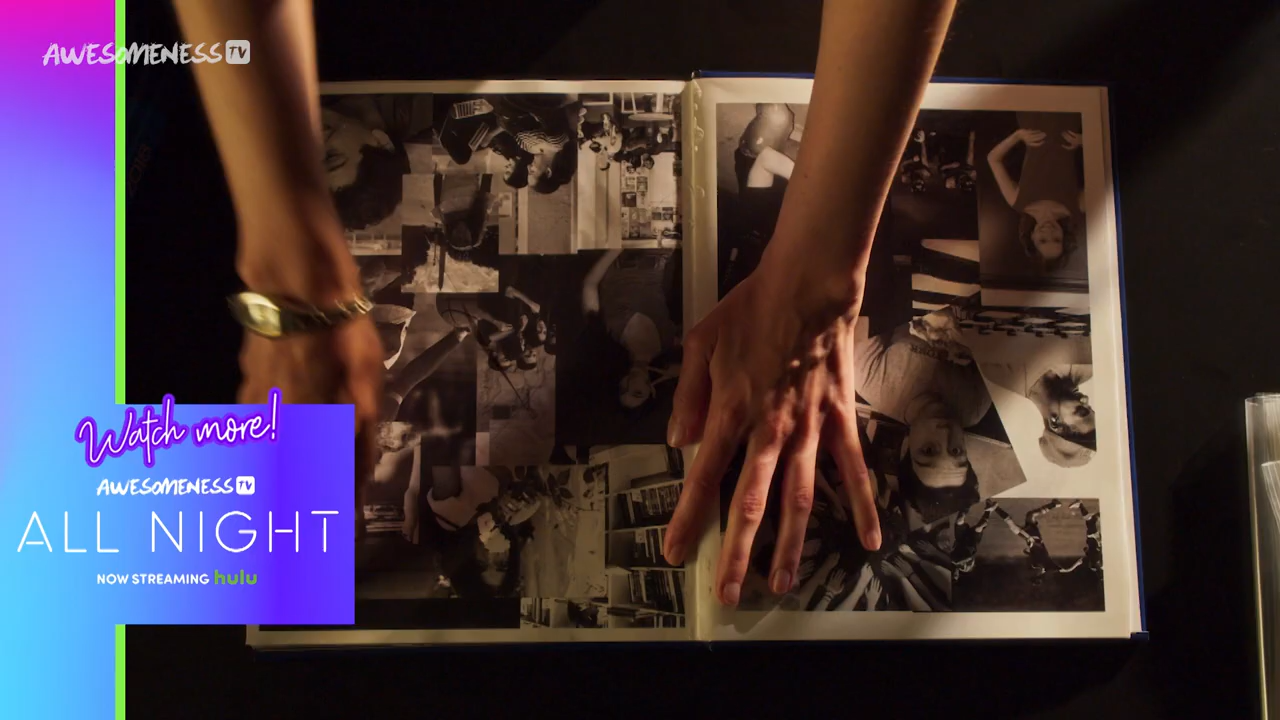 AWESOMENESS TV
Watch more!
AWESOMENESS TV
ALL NIGHT
NOW STREAMING hulu